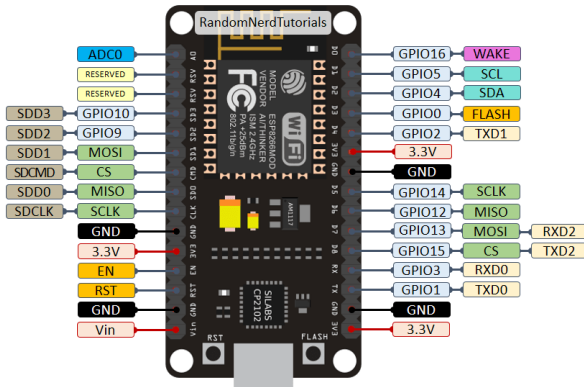 RandomNerdTutorials
ADC0
RESERVED
RESERVED
SDD3 GPIO10
SDD2 GPIO9
SDD1 MOSI
SDCMD CS
SDD0 MISO
SDCLK SCLK
GND
3.3V
EN
RST
GND
Vin
A0
RSV
RSV
SD3
SD2
SD1
CMD
SD0
CLK
GND
3V3
EN
RST
GND
Vin
MODEL
VENDOR
ESP8266MOD
AI/THINKER
ISM 2.4GHz
PA +25dBm
802.11b/g/n
FC
Wi Fi
AM1117
SILABS
CP2102
RST
FLASH
D0
D1
D2
D3
D4
3V3
GND
D5
D6
D7
D8
RX
TX
GND
3V3
GPIO16 WAKE
GPIO5 SCL
GPIO4 SDA
GPIO0 FLASH
GPIO2 TXD1
3.3V
GND
GPIO14 SCLK
GPIO12 MISO
GPIO13 MOSI RXD2
GPIO15 CS TXD2
GPIO3 RXD0
GPIO1 TXD0
GND
3.3V